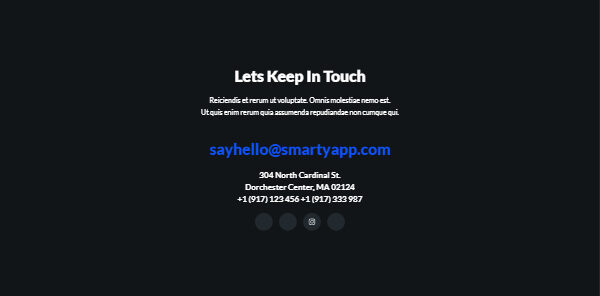 Lets Keep In Touch
Reiciendis et rerum ut voluptate. Omnis molestiae nemo est.
Ut quis enim rerum quia assumenda repudiandae non cumque qui.
sayhello@smartyapp.com
304 North Cardinal St.
Dorchester Center, MA 02124
+1 (917) 123 456 +1 (917) 333 987